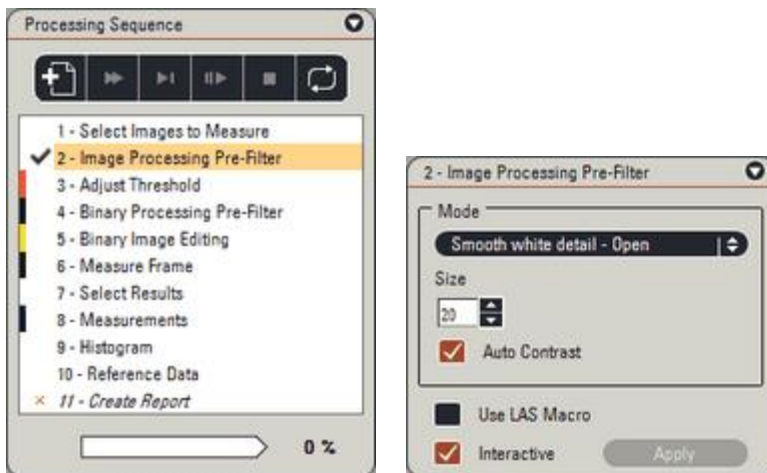 Processing Sequence
1 - Select Images to Measure
2 - Image Processing Pre-Filter
3 - Adjust Threshold
4 - Binary Processing Pre-Filter
5 - Binary Image Editing
6 - Measure Frame
7 - Select Results
8 - Measurements
9 - Histogram
10 - Reference Data
11 - Create Report
0 %
2 - Image Processing Pre-Filter
Mode
Smooth white detail - Open
Size
20
Auto Contrast
Use LAS Macro
Interactive
Apply